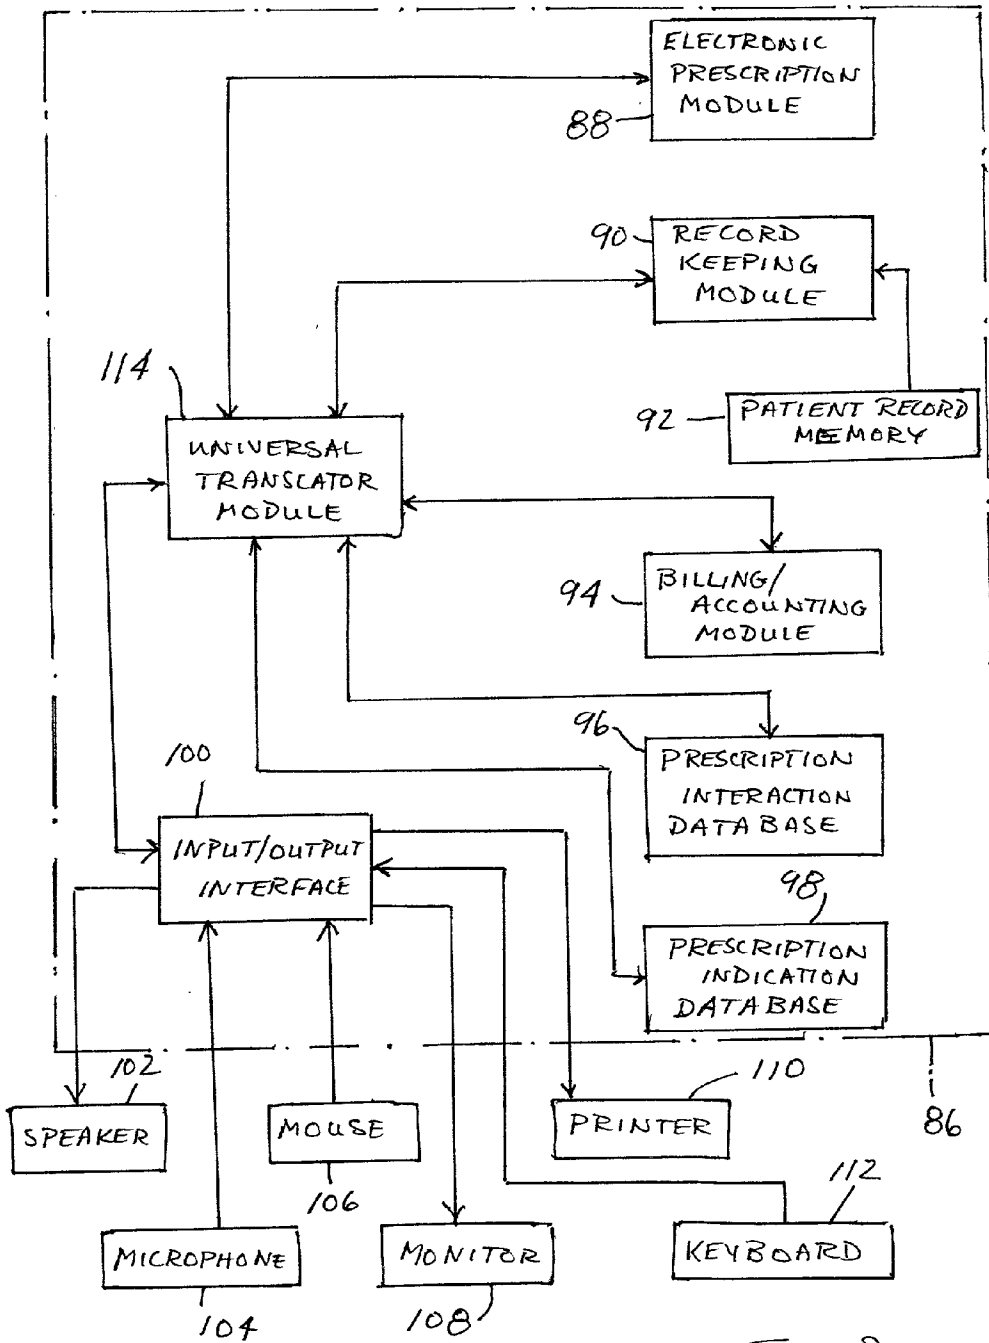 ELECTRONIC
PRESCRIPTION
MODULE
88
90
RECORD
KEEPING
MODULE
114
92
PATIENT RECORD
MEMORY
UNIVERSAL
TRANSCATOR
MODULE
94
BILLING/
ACCOUNTING
MODULE
96
PRESCRIPTION
INTERACTION
DATABASE
100
INPUT/OUTPUT
INTERFACE
98
PRESCRIPTION
INDICATION
DATABASE
102
SPEAKER
MOUSE
106
110
PRINTER
86
MICROPHONE
104
MONITOR
108
112
KEYBOARD